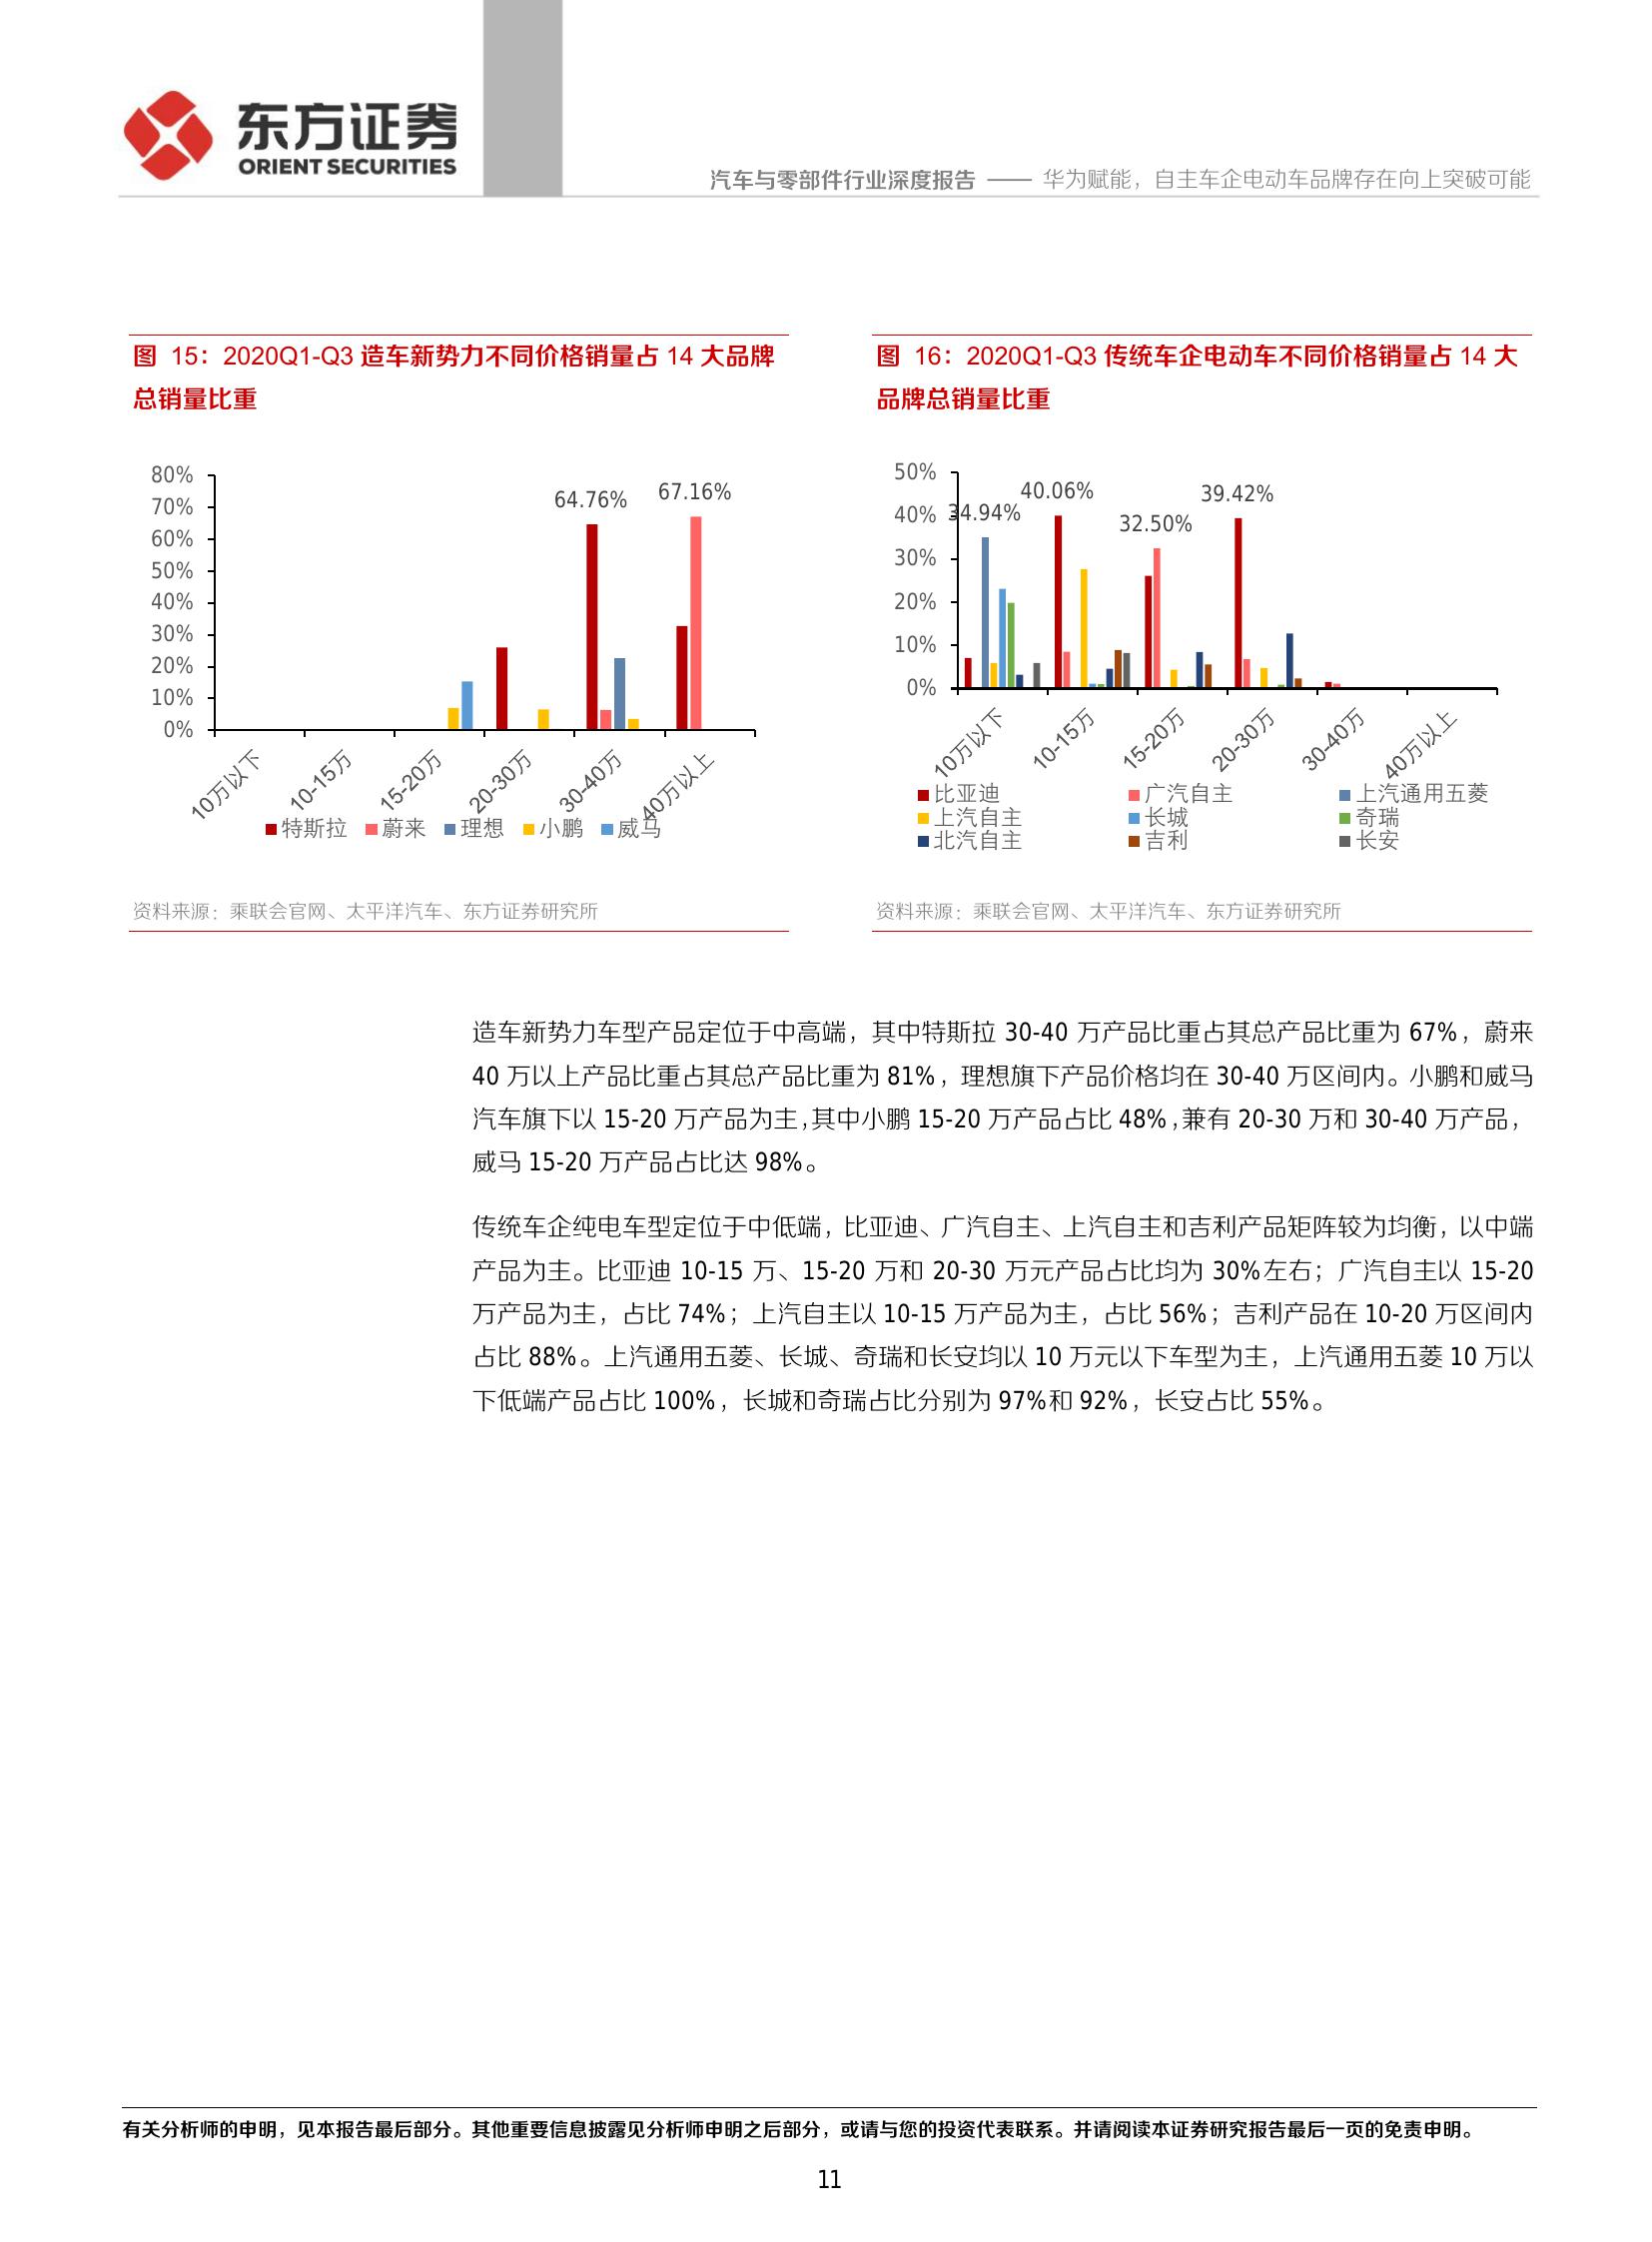 东方证券
ORIENT SECURITIES
汽车与零部件行业深度报告 —— 华为赋能，自主车企电动车品牌存在向上突破可能
图 15：2020Q1-Q3 造车新势力不同价格销量占 14 大品牌
总销量比重
80%
70%
60%
50%
40%
30%
20%
10%
0%
64.76%
67.16%
10万以下
10-15万
15-20万
20-30万
30-40万
40万以上
特斯拉 蔚来 理想 小鹏 威马
资料来源：乘联会官网、太平洋汽车、东方证券研究所
图 16：2020Q1-Q3 传统车企电动车不同价格销量占 14 大
品牌总销量比重
50%
40%
30%
20%
10%
0%
34.94%
40.06%
32.50%
39.42%
10万以下
10-15万
15-20万
20-30万
30-40万
40万以上
比亚迪 广汽自主 上汽通用五菱
上汽自主 长城 奇瑞
北汽自主 吉利 长安
资料来源：乘联会官网、太平洋汽车、东方证券研究所
造车新势力车型产品定位于中高端，其中特斯拉 30-40 万产品比重占其总产品比重为 67%，蔚来
40 万以上产品比重占其总产品比重为 81%，理想旗下产品价格均在 30-40 万区间内。小鹏和威马
汽车旗下以 15-20 万产品为主，其中小鹏 15-20 万产品占比 48%，兼有 20-30 万和 30-40 万产品，
威马 15-20 万产品占比达 98%。
传统车企纯电车型定位于中低端，比亚迪、广汽自主、上汽自主和吉利产品矩阵较为均衡，以中端
产品为主。比亚迪 10-15 万、15-20 万和 20-30 万元产品占比均为 30%左右；广汽自主以 15-20
万产品为主，占比 74%；上汽自主以 10-15 万产品为主，占比 56%；吉利产品在 10-20 万区间内
占比 88%。上汽通用五菱、长城、奇瑞和长安均以 10 万元以下车型为主，上汽通用五菱 10 万以
下低端产品占比 100%，长城和奇瑞占比分别为 97%和 92%，长安占比 55%。
有关分析师的申明，见本报告最后部分。其他重要信息披露见分析师申明之后部分，或请与您的投资代表联系。并请阅读本证券研究报告最后一页的免责申明。
11